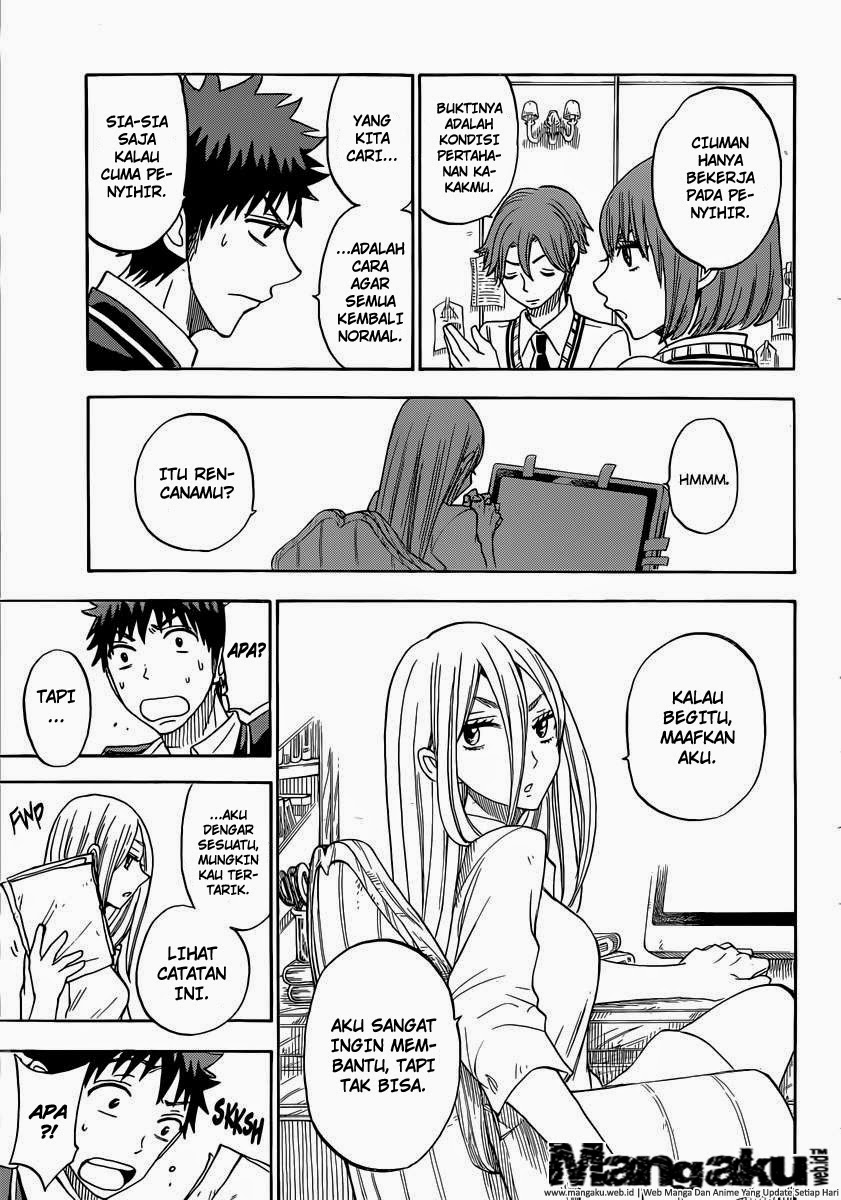 CIUMAN
HANYA
BEKERJA
PADA PE-
NYIHIR.
BUKTINYA
ADALAH
KONDISI
PERTAHA-
NAN KA-
KAKMU.
YANG
KITA
CARI...
...ADALAH
CARA
AGAR
SEMUA
KEMBALI
NORMAL.
SIA-SIA
SAJA
KALAU
CUMA PE-
NYIHIR.
HMMM.
ITU REN-
CANAMU?
KALAU
BEGITU,
MAAFKAN
AKU.
AKU SANGAT
INGIN MEM-
BANTU, TAPI
TAK BISA.
APA?
TAPI
...
...AKU
DENGAR
SESUATU,
MUNGKIN
KAU TER-
TARIK.
FWP
LIHAT
CATATAN
INI.
APA
?!
SKKSH
Mangaku
web.id
www.mangaku.web.id | Web Manga Dan Anime Yang Update Setiap Hari